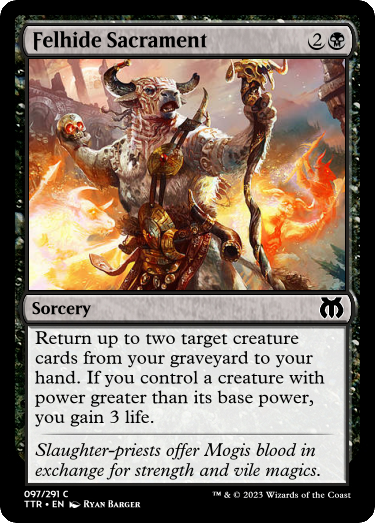 Felhide Sacrament 2
Sorcery
Return up to two target creature
cards from your graveyard to your
hand. If you control a creature with
power greater than its base power,
you gain 3 life.
Slaughter-priests offer Mogis blood in
exchange for strength and vile magics.
097/291 C
TTR • EN Ryan Barger
™ & © 2023 Wizards of the Coast